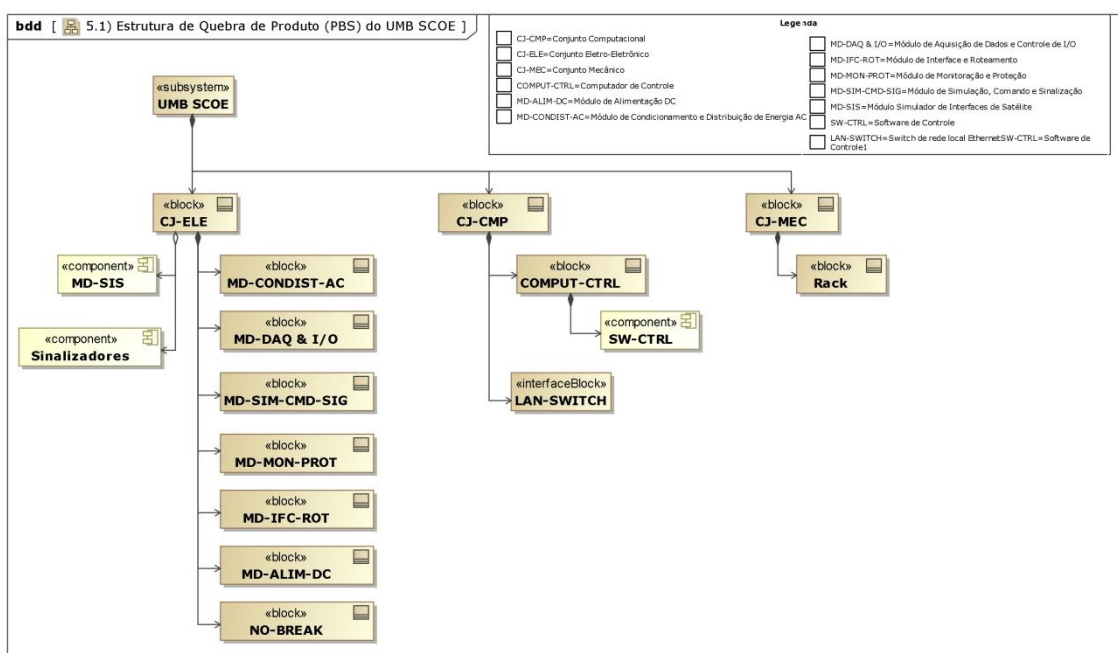 bdd [ 5.1) Estrutura de Quebra de Produto (PBS) do UMB SCOE ]
Legenda
CJ-CMP=Conjunto Computacional
CJ-ELE=Conjunto Eletro-Eletrônico
CJ-MEC=Conjunto Mecânico
COMPUT-CTRL=Computador de Controle
MD-ALIM-DC=Módulo de Alimentação DC
MD-CONDIST-AC=Módulo de Condicionamento e Distribuição de Energia AC
MD-DAQ & I/O=Módulo de Aquisição de Dados e Controle de I/O
MD-IFC-ROT=Módulo de Interface e Roteamento
MD-MON-PROT=Módulo de Monitoração e Proteção
MD-SIM-CMD-SIG=Módulo de Simulação, Comando e Sinalização
MD-SIS=Módulo Simulador de Interfaces de Satélite
SW-CTRL=Software de Controle
LAN-SWITCH=Switch de rede local EthernetSW-CTRL=Software de
Controle1
«subsystem»
UMB SCOE
«block»
CJ-ELE
«block»
CJ-CMP
«block»
CJ-MEC
«component»
MD-SIS
«component»
Sinalizadores
«block»
MD-CONDIST-AC
«block»
MD-DAQ & I/O
«block»
MD-SIM-CMD-SIG
«block»
MD-MON-PROT
«block»
MD-IFC-ROT
«block»
MD-ALIM-DC
«block»
NO-BREAK
«block»
COMPUT-CTRL
«component»
SW-CTRL
«interfaceBlock»
LAN-SWITCH
«block»
Rack